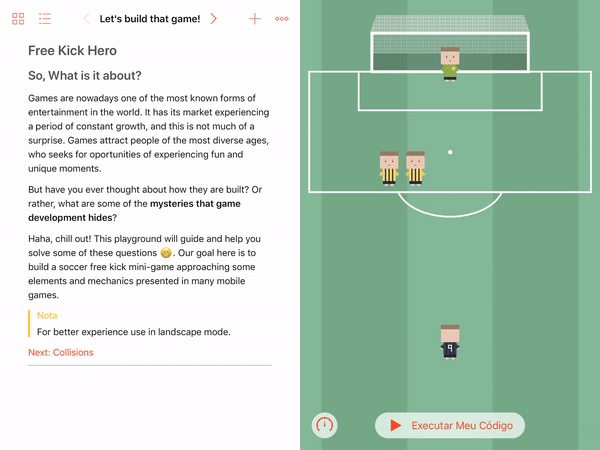 Let's build that game!
Free Kick Hero
So, What is it about?
Games are nowadays one of the most known forms of
entertainment in the world. It has its market experiencing
a period of constant growth, and this is not much of a
surprise. Games attract people of the most diverse ages,
who seeks for oportunities of experiencing fun and
unique moments.
But have you ever thought about how they are built? Or
rather, what are some of the mysteries that game
development hides?
Haha, chill out! This playground will guide and help you
solve some of these questions 😁. Our goal here is to
build a soccer free kick mini-game approaching some
elements and mechanics presented in many mobile
games.
Nota
For better experience use in landscape mode.
Next: Collisions
9
Executar Meu Código